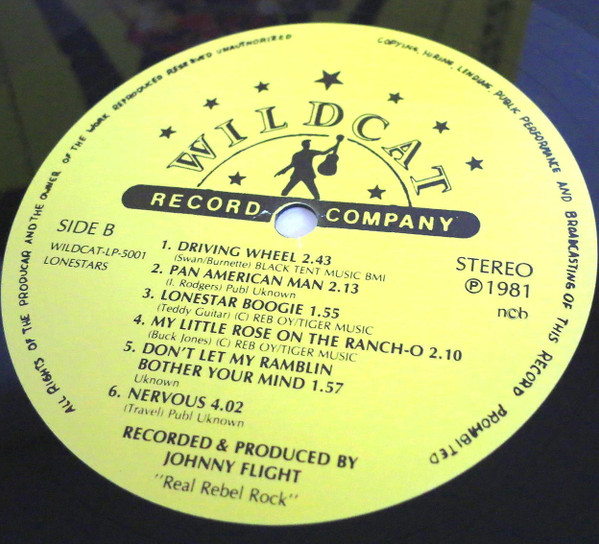 ALL RIGHTS OF THE PRODUCAR AND THE OWNER OF THE WORK REPRODUCED RESERVED UNAUTHORIZED
COPYING, HIRING, LENDING, PUBLIC PERFORMANCE AND BROADCASTING OF THIS RECORD PROHIBITED
WILDCAT
RECORD COMPANY
SIDE B
WILDCAT-LP-5001
LONESTARS
STEREO
Ⓟ1981
ncb
1. DRIVING WHEEL 2.43
(Swan/Burnette) BLACK TENT MUSIC BMI
2. PAN AMERICAN MAN 2.13
(I. Rodgers) Publ Uknown
3. LONESTAR BOOGIE 1.55
(Teddy Guitar) (C) REB OY/TIGER MUSIC
4. MY LITTLE ROSE ON THE RANCH-O 2.10
(Buck Jones) (C) REB OY/TIGER MUSIC
5. DON'T LET MY RAMBLIN
BOTHER YOUR MIND 1.57
Uknown
6. NERVOUS 4.02
(Travel) Publ Uknown
RECORDED & PRODUCED BY
JOHNNY FLIGHT
"Real Rebel Rock"